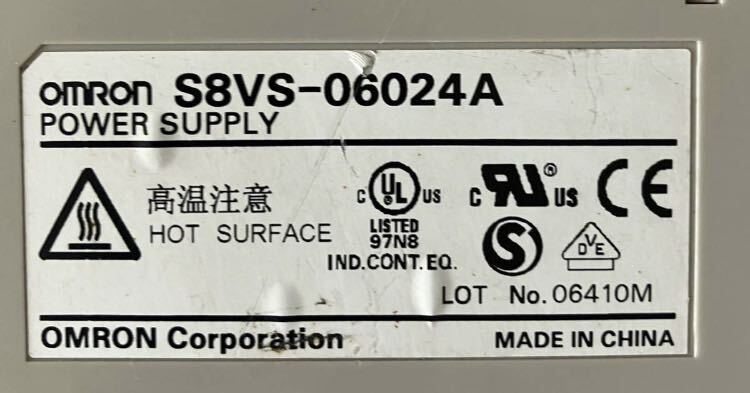 OMRON S8VS-06024A
POWER SUPPLY
高温注意
HOT SURFACE
C UL US
LISTED
97N8
IND.CONT.EQ.
C RU ® US
CE
S
DVE
LOT No. 06410M
OMRON Corporation
MADE IN CHINA